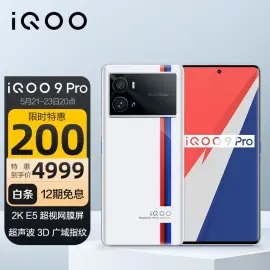 iQOO
iQOO 9 Pro
5月21-23日20点
限时特惠
200
特惠到手价 ¥4999
白条 12期免息
2K E5 超视网膜屏
超声波 3D 广域指纹
iQOO
iQOO 9 Pro